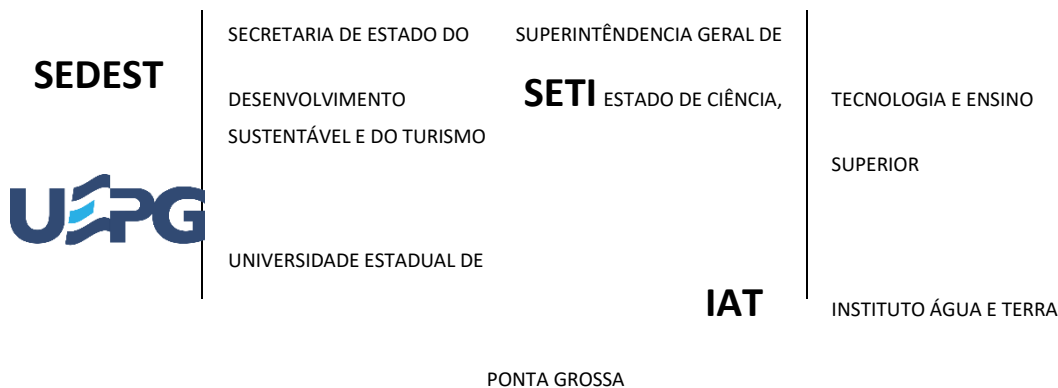 SECRETARIA DE ESTADO DO SUPERINTÊNDENCIA GERAL DE
SEDEST
DESENVOLVIMENTO SETI ESTADO DE CIÊNCIA, TECNOLOGIA E ENSINO
SUSTENTÁVEL E DO TURISMO
SUPERIOR
UEPG
UNIVERSIDADE ESTADUAL DE
IAT INSTITUTO ÁGUA E TERRA
PONTA GROSSA